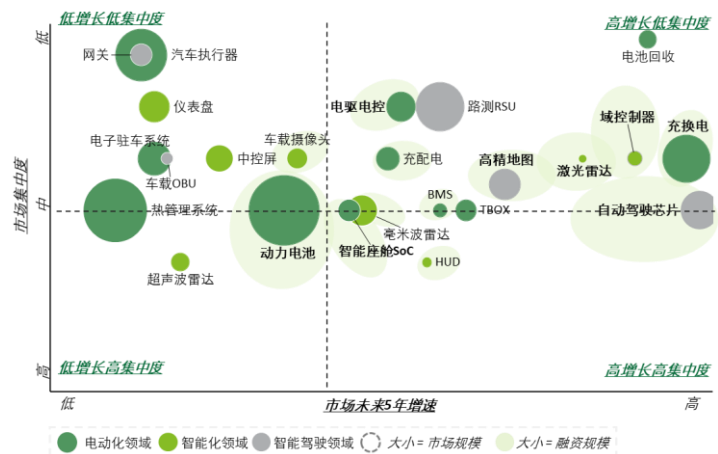 低增长低集中度
高增长低集中度
低
网关
汽车执行器
电池回收
仪表盘
电驱电控
路测RSU
域控制器
充换电
电子驻车系统
车载摄像头
中控屏
充配电
高精地图
激光雷达
车载OBU
市场集中度
中
热管理系统
BMS
TBOX
自动驾驶芯片
毫米波雷达
动力电池
智能座舱SoC
超声波雷达
HUD
低增长高集中度
高增长高集中度
高
低
市场未来5年增速
高
电动化领域
智能化领域
智能驾驶领域
大小 = 市场规模
大小 = 融资规模